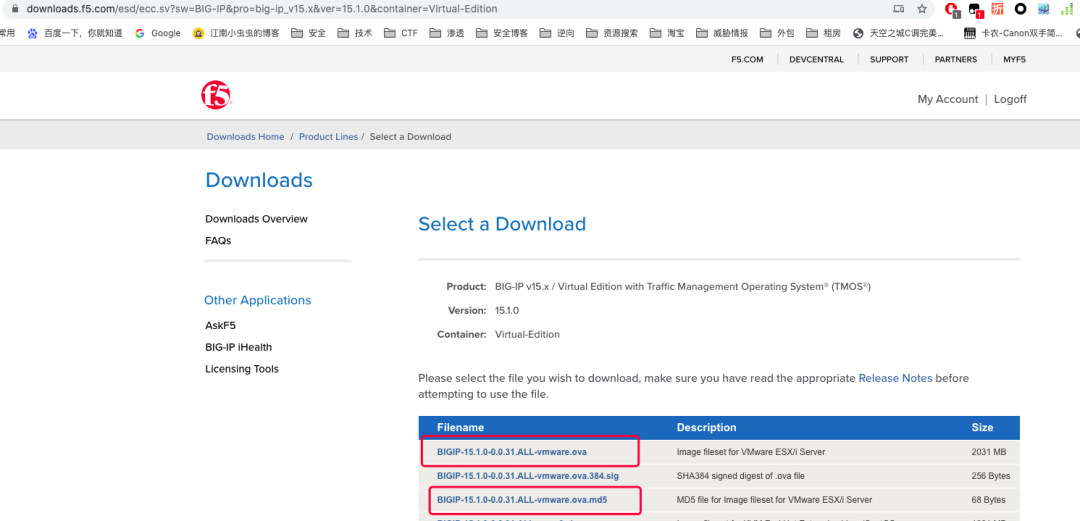 downloads.f5.com/esd/ecc.sv?sw=BIG-IP&pro=big-ip_v15.x&ver=15.1.0&container=Virtual-Edition
常用 百度一下，你就知道 Google 江南小虫虫的博客 安全 技术 CTF 渗透 安全博客 逆向 资源搜索 淘宝 威胁情报 外包 租房 天空之城C调完美... 卡农-Canon双手简...
F5.COM DEVCENTRAL SUPPORT PARTNERS MYF5
f5
My Account | Logoff
Downloads Home / Product Lines / Select a Download
Downloads
Downloads Overview
FAQs
Other Applications
AskF5
BIG-IP iHealth
Licensing Tools
Select a Download
Product: BIG-IP v15.x / Virtual Edition with Traffic Management Operating System® (TMOS®)
Version: 15.1.0
Container: Virtual-Edition
Please select the file you wish to download, make sure you have read the appropriate Release Notes before
attempting to use the file.
Filename Description Size
BIGIP-15.1.0-0.0.31.ALL-vmware.ova Image fileset for VMware ESX/i Server 2031 MB
BIGIP-15.1.0-0.0.31.ALL-vmware.ova.384.sig SHA384 signed digest of .ova file 256 Bytes
BIGIP-15.1.0-0.0.31.ALL-vmware.ova.md5 MD5 file for Image fileset for VMware ESX/i Server 68 Bytes